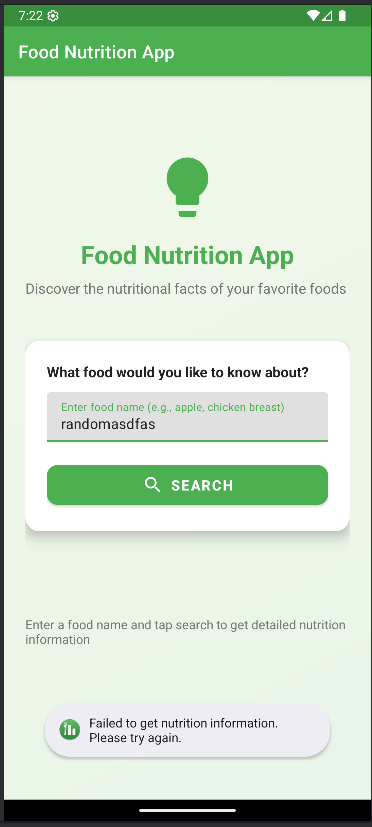 7:22
Food Nutrition App
Food Nutrition App
Discover the nutritional facts of your favorite foods
What food would you like to know about?
Enter food name (e.g., apple, chicken breast)
randomasdfas
SEARCH
Enter a food name and tap search to get detailed nutrition
information
Failed to get nutrition information.
Please try again.